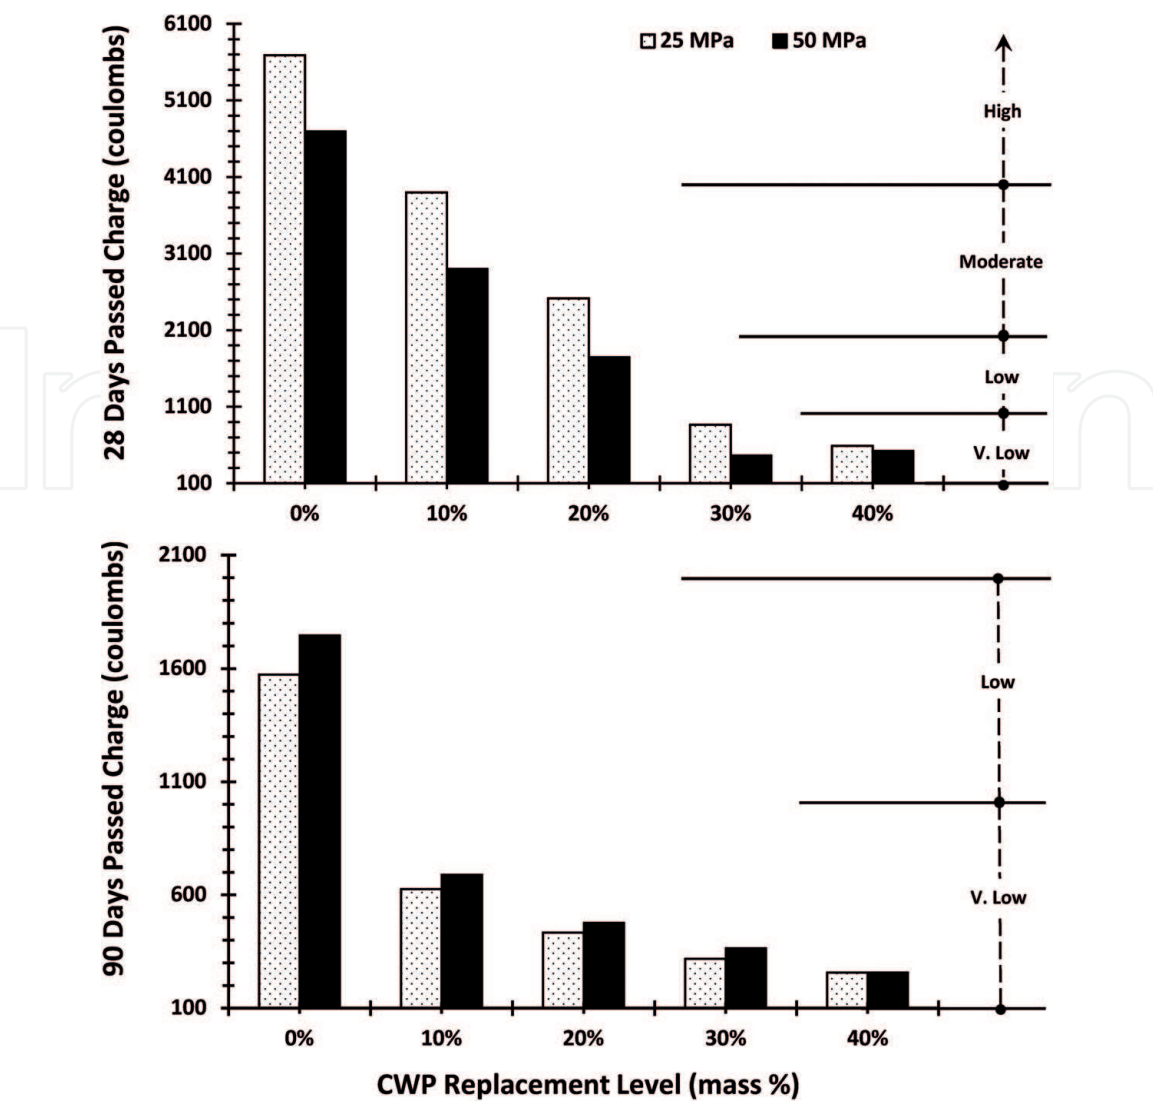 25 MPa 50 MPa
28 Days Passed Charge (coulombs)
6100
5100
4100
3100
2100
1100
100
High
Moderate
Low
V. Low
0% 10% 20% 30% 40%
90 Days Passed Charge (coulombs)
2100
1600
1100
600
100
Low
V. Low
0% 10% 20% 30% 40%
CWP Replacement Level (mass %)